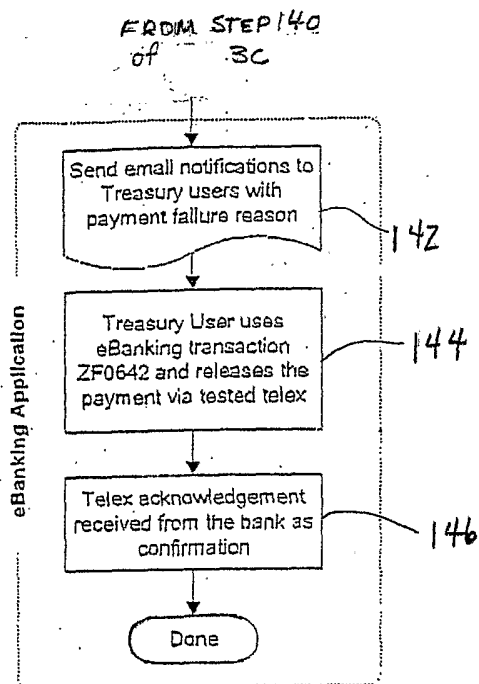 FROM STEP 140
of 3C
Send email notifications to
Treasury users with
payment failure reason
142
Treasury User uses
eBanking transaction
ZF0642 and releases the
payment via tested telex
144
eBanking Application
Telex acknowledgement
received from the bank as
confirmation
146
Done